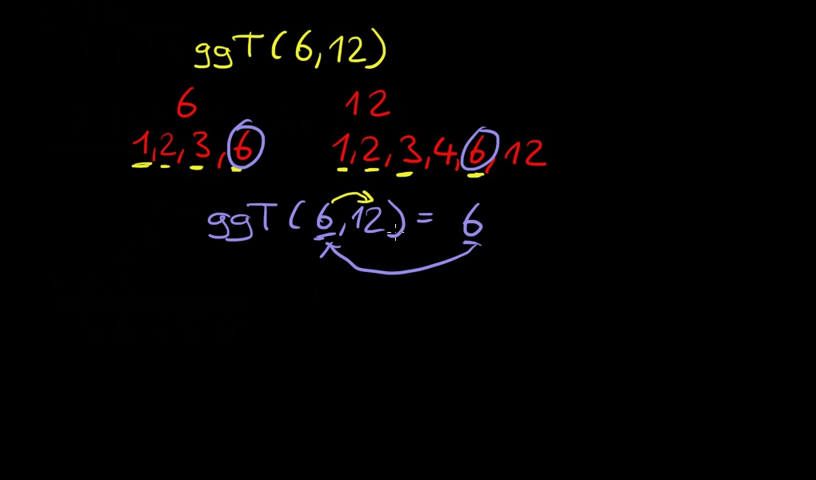 ggT(6,12)
6 12
1,2,3,6 1,2,3,4,6,12
ggT(6,12) = 6